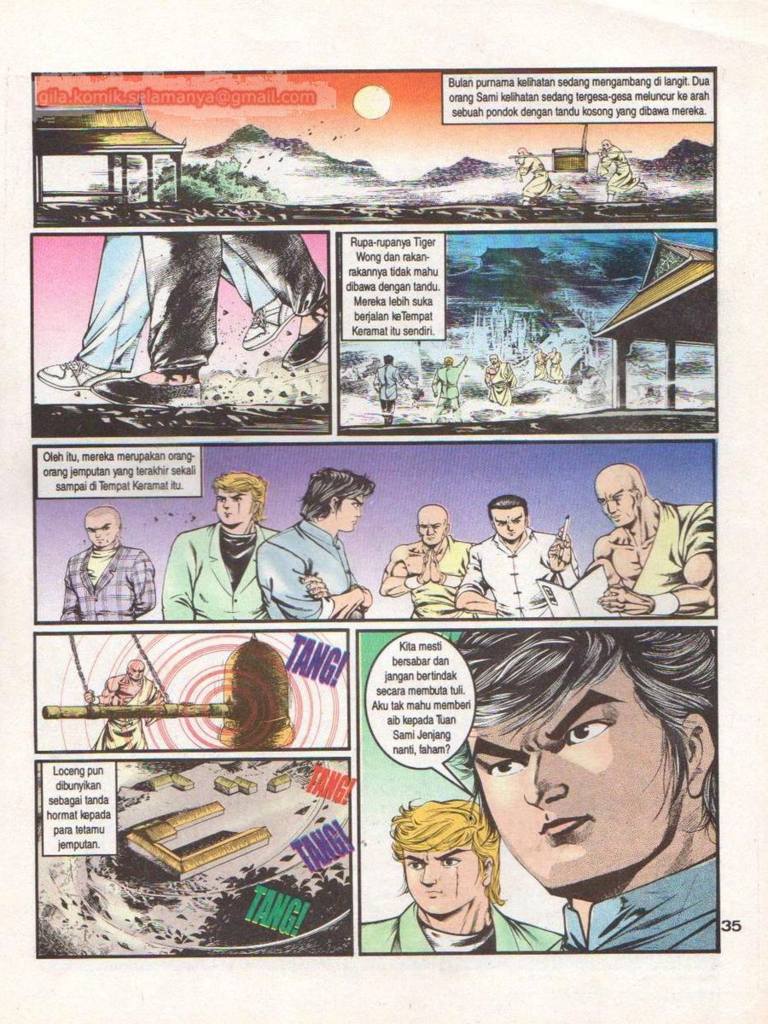 gila.komik.selamanya@gmail.com
Bulan purnama kelihatan sedang mengambang di langit. Dua
orang Sami kelihatan sedang tergesa-gesa meluncur ke arah
sebuah pondok dengan tandu kosong yang dibawa mereka.
Rupa-rupanya Tiger
Wong dan rakan-
rakannya tidak mahu
dibawa dengan tandu.
Mereka lebih suka
berjalan keTempat
Keramat itu sendiri.
Oleh itu, mereka merupakan orang-
orang jemputan yang terakhir sekali
sampai di Tempat Keramat itu.
TANG!
Kita mesti
bersabar dan
jangan bertindak
secara membuta tuli.
Aku tak mahu memberi
aib kepada Tuan
Sami Jenjang
nanti, faham?
Loceng pun
dibunyikan
sebagai tanda
hormat kepada
para tetamu
jemputan.
TANG!
TANG!
TANG!
35